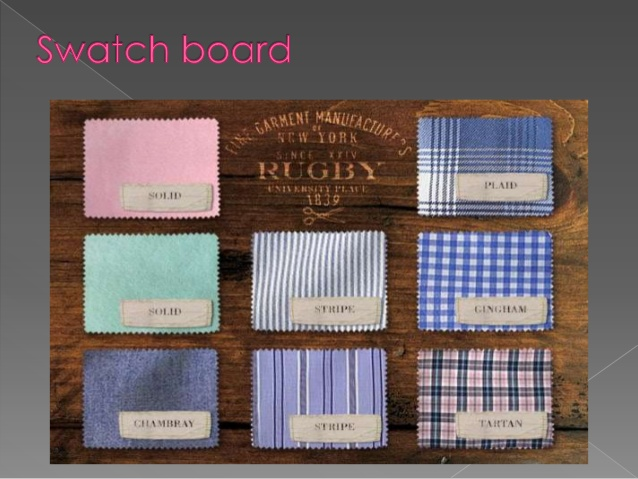 Swatch board
FINE GARMENT MANUFACTURERS
OF
NEW YORK
SINCE XXIV
RUGBY
UNIVERSITY PLACE
1839
SOLID
PLAID
SOLID
STRIPE
GINGHAM
CHAMBRAY
STRIPE
TARTAN